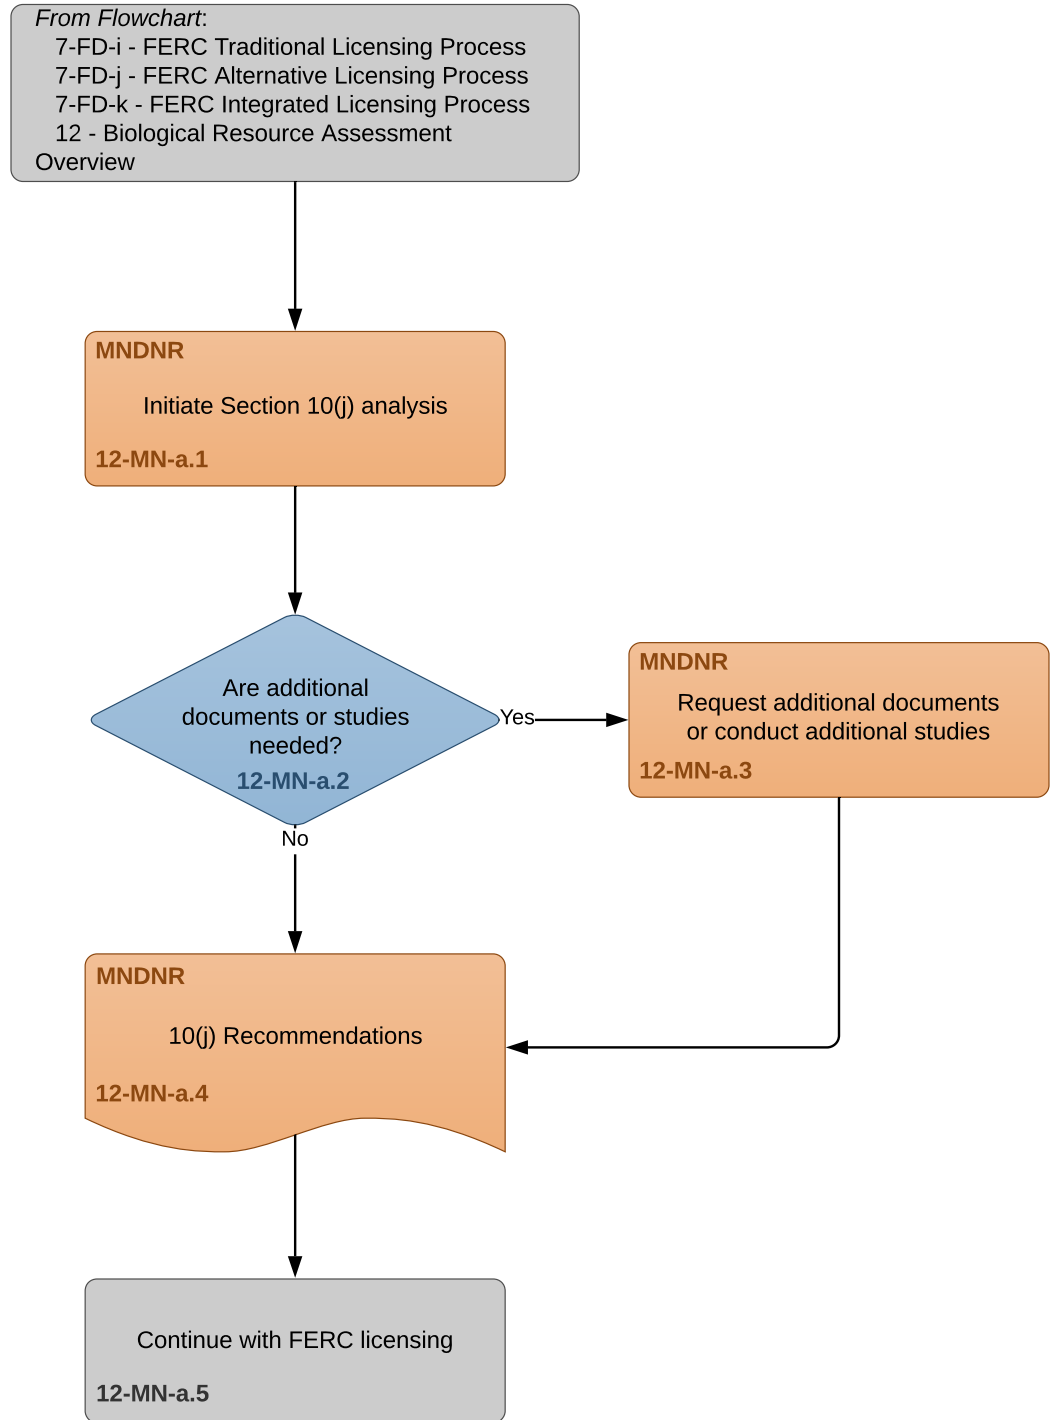 From Flowchart:
7-FD-i - FERC Traditional Licensing Process
7-FD-j - FERC Alternative Licensing Process
7-FD-k - FERC Integrated Licensing Process
12 - Biological Resource Assessment
Overview
MNDNR
Initiate Section 10(j) analysis
12-MN-a.1
Are additional
documents or studies
needed?
12-MN-a.2
Yes
MNDNR
Request additional documents
or conduct additional studies
12-MN-a.3
No
MNDNR
10(j) Recommendations
12-MN-a.4
Continue with FERC licensing
12-MN-a.5